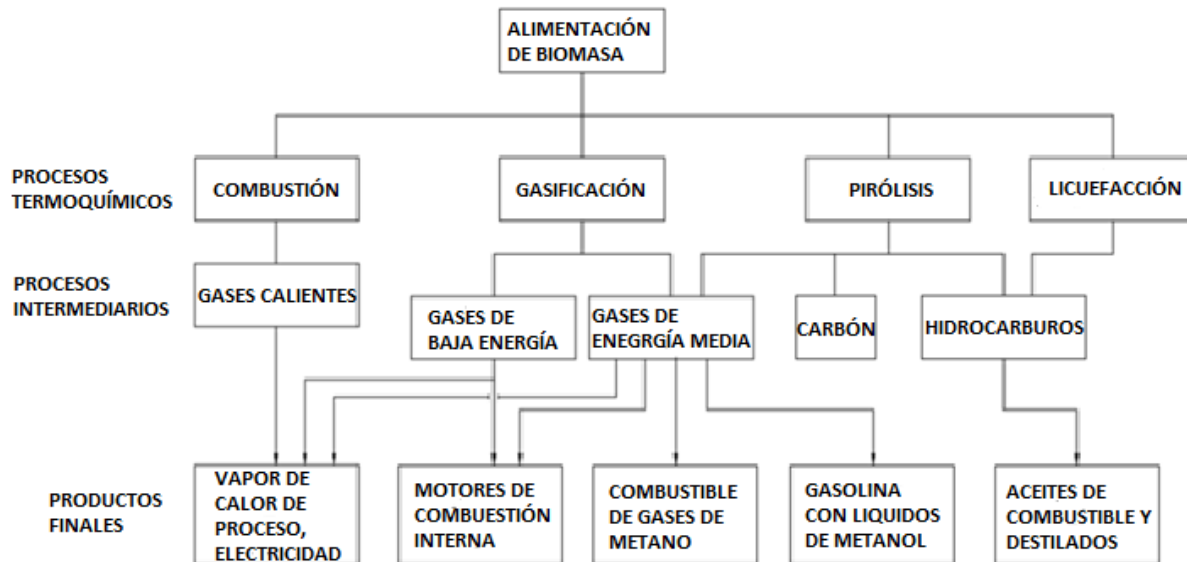 ALIMENTACIÓN
DE BIOMASA
PROCESOS
TERMOQUÍMICOS
COMBUSTIÓN
GASIFICACIÓN
PIRÓLISIS
LICUEFACCIÓN
PROCESOS
INTERMEDIARIOS
GASES CALIENTES
GASES DE
BAJA ENERGÍA
GASES DE
ENEGRGÍA MEDIA
CARBÓN
HIDROCARBUROS
PRODUCTOS
FINALES
VAPOR DE
CALOR DE
PROCESO,
ELECTRICIDAD
MOTORES DE
COMBUESTIÓN
INTERNA
COMBUSTIBLE
DE GASES DE
METANO
GASOLINA
CON LIQUIDOS
DE METANOL
ACEITES DE
COMBUSTIBLE Y
DESTILADOS